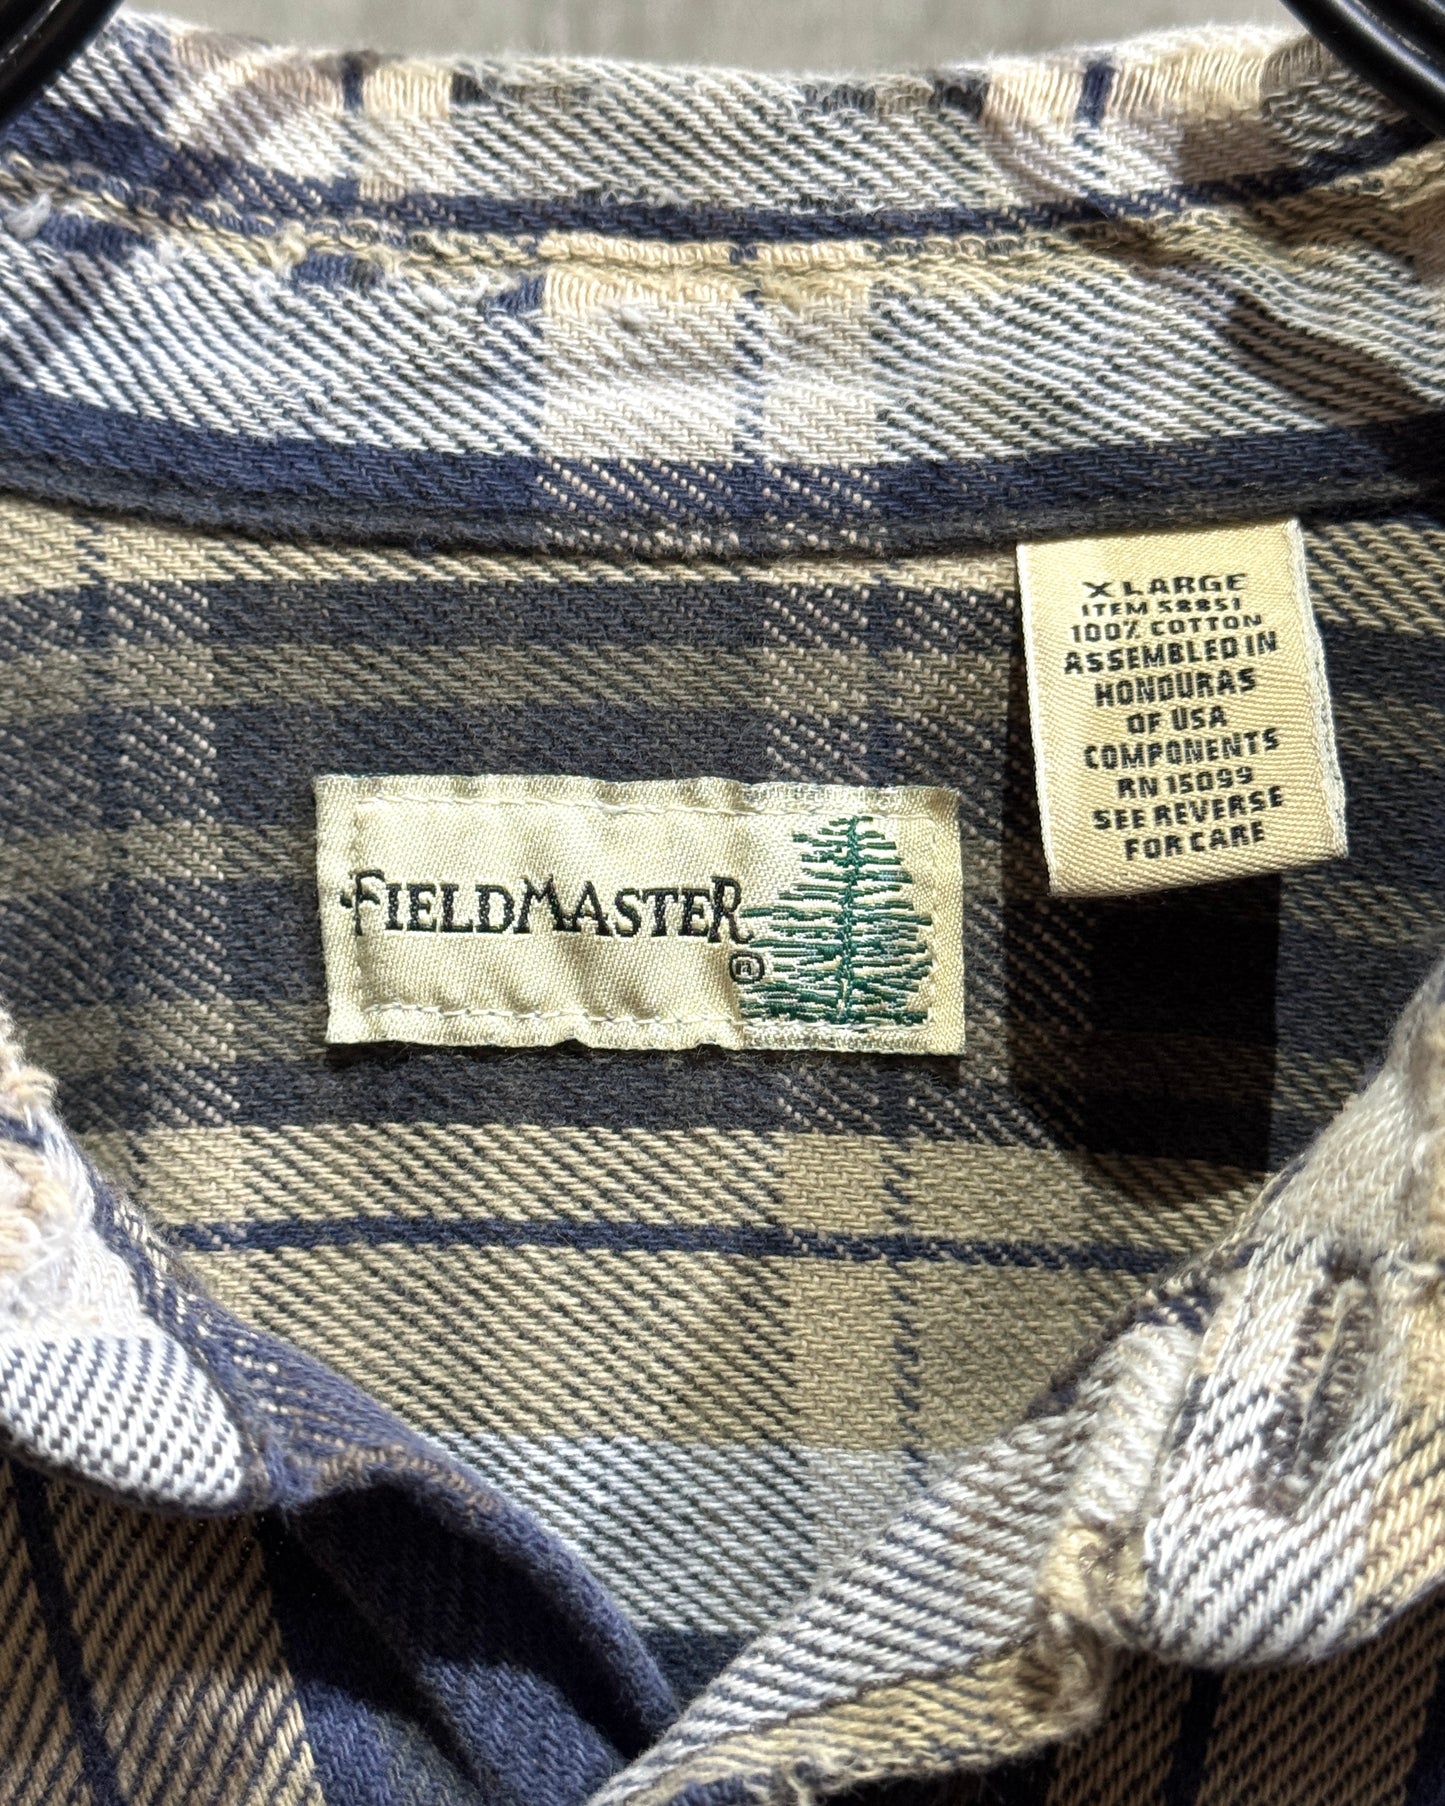 FIELDMASTER
®
X LARGE
ITEM 58851
100% COTTON
ASSEMBLED IN
HONDURAS
OF USA
COMPONENTS
RN 15099
SEE REVERSE
FOR CARE